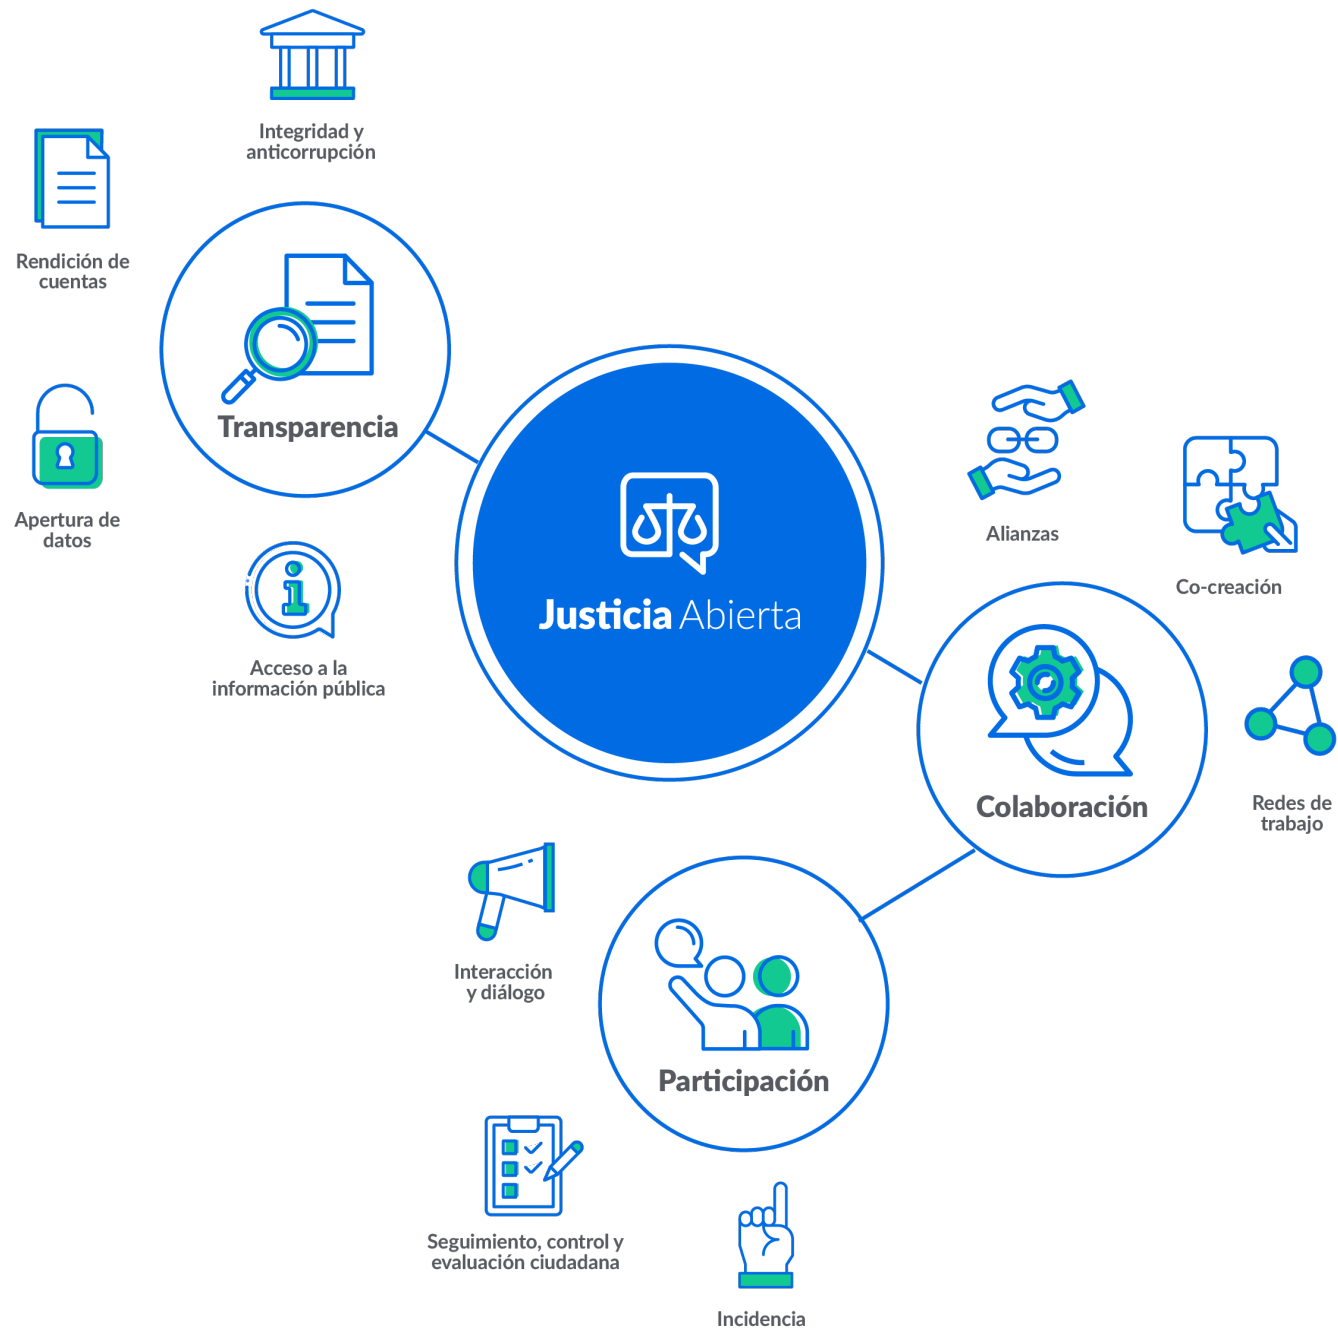 Integridad y
anticorrupción
Rendición de
cuentas
Transparencia
Apertura de
datos
Acceso a la
información pública
Justicia Abierta
Alianzas
Co-creación
Colaboración
Redes de
trabajo
Interacción
y diálogo
Participación
Seguimiento, control y
evaluación ciudadana
Incidencia